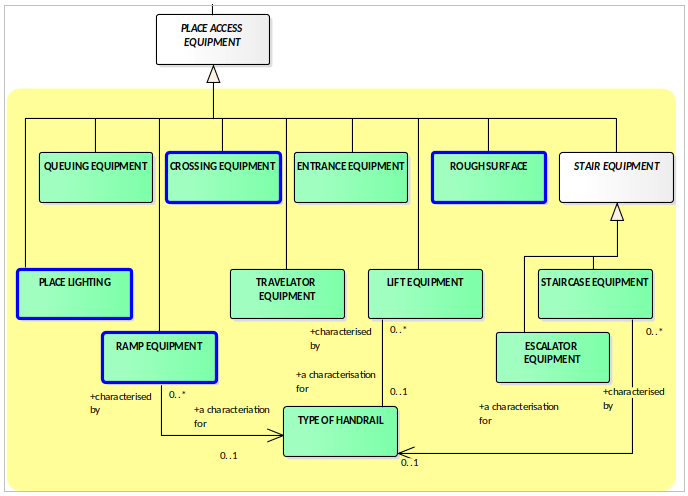 PLACE ACCESS
EQUIPMENT
QUEUING EQUIPMENT
CROSSING EQUIPMENT
ENTRANCE EQUIPMENT
ROUGH SURFACE
STAIR EQUIPMENT
PLACE LIGHTING
TRAVELATOR
EQUIPMENT
LIFT EQUIPMENT
STAIRCASE EQUIPMENT
+characterised
by
0..*
0..*
RAMP EQUIPMENT
ESCALATOR
EQUIPMENT
+a characterisation
for
0..1
+characterised
by
0..*
+a characteriation
for
+a characterisation
for
+characterised
by
TYPE OF HANDRAIL
0..1
0..1